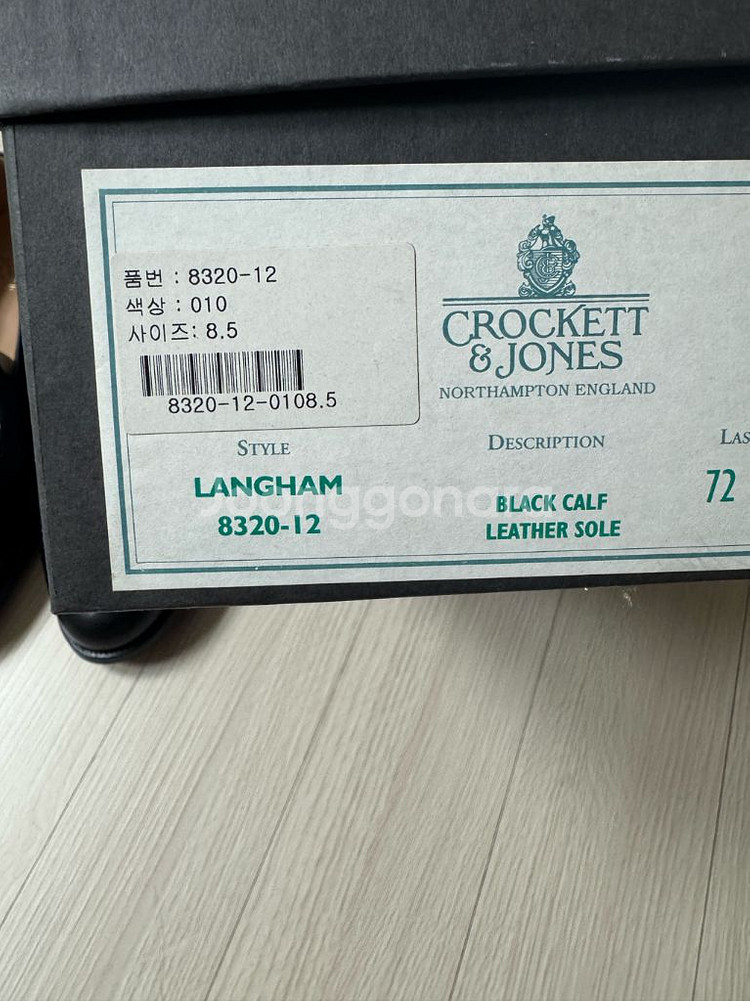 품번 : 8320-12
색상 : 010
사이즈: 8.5
8320-12-0108.5
CROCKETT
& JONES
NORTHAMPTON ENGLAND
STYLE
DESCRIPTION
LAS
LANGHAM
8320-12
BLACK CALF
LEATHER SOLE
72